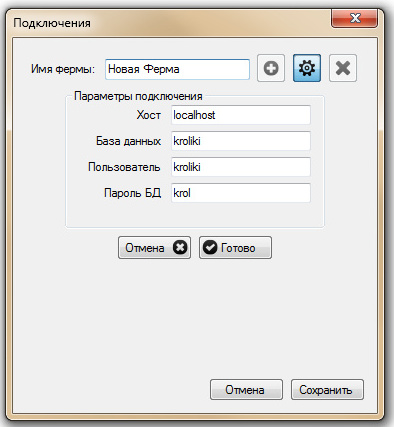 Подключения
Имя фермы: Новая Ферма
Параметры подключения
Хост localhost
База данных kroliki
Пользователь kroliki
Пароль БД krol
Отмена Готово
Отмена Сохранить